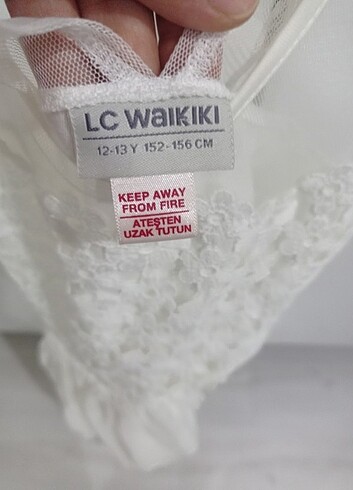 LC WAIKIKI
12-13 Y 152-156 CM
KEEP AWAY
FROM FIRE
ATEŞTEN
UZAK TUTUN